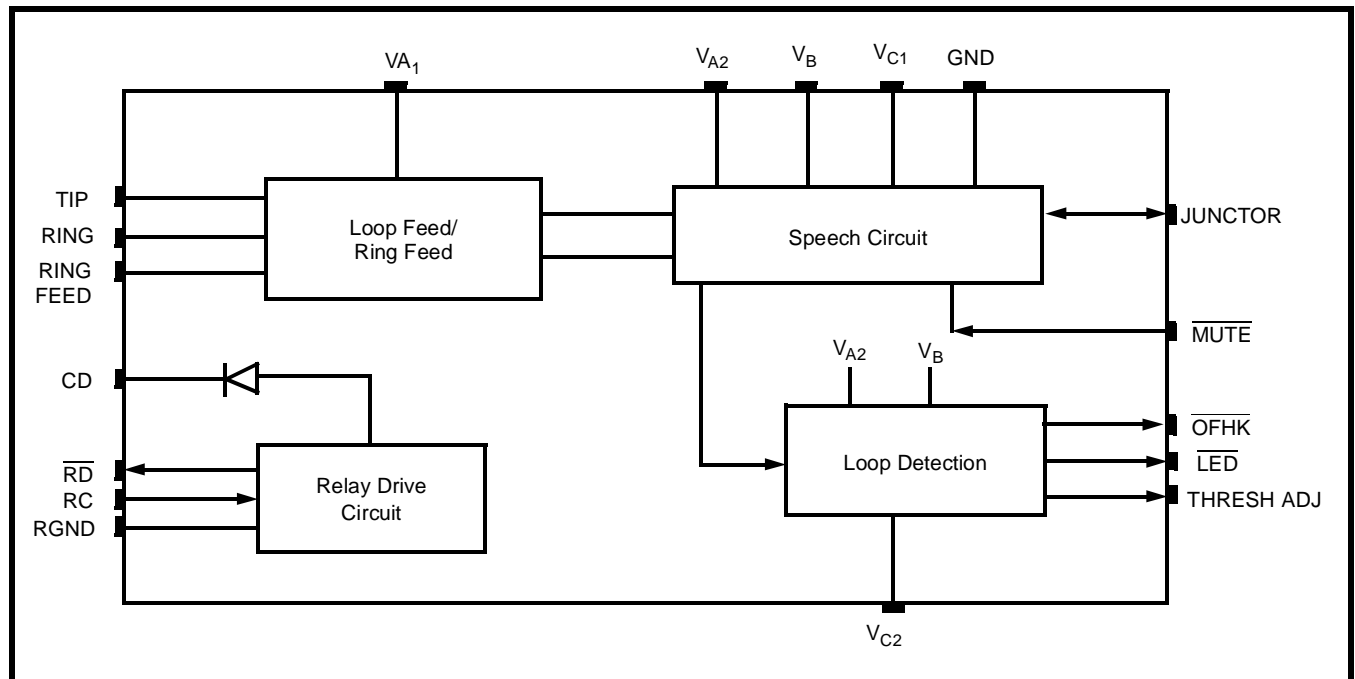 VA1
VA2
VB
VC1
GND
TIP
RING
RING
FEED
Loop Feed/
Ring Feed
Speech Circuit
JUNCTOR
MUTE
CD
VA2
VB
OFHK
LED
THRESH ADJ
Loop Detection
RD
RC
RGND
Relay Drive
Circuit
VC2